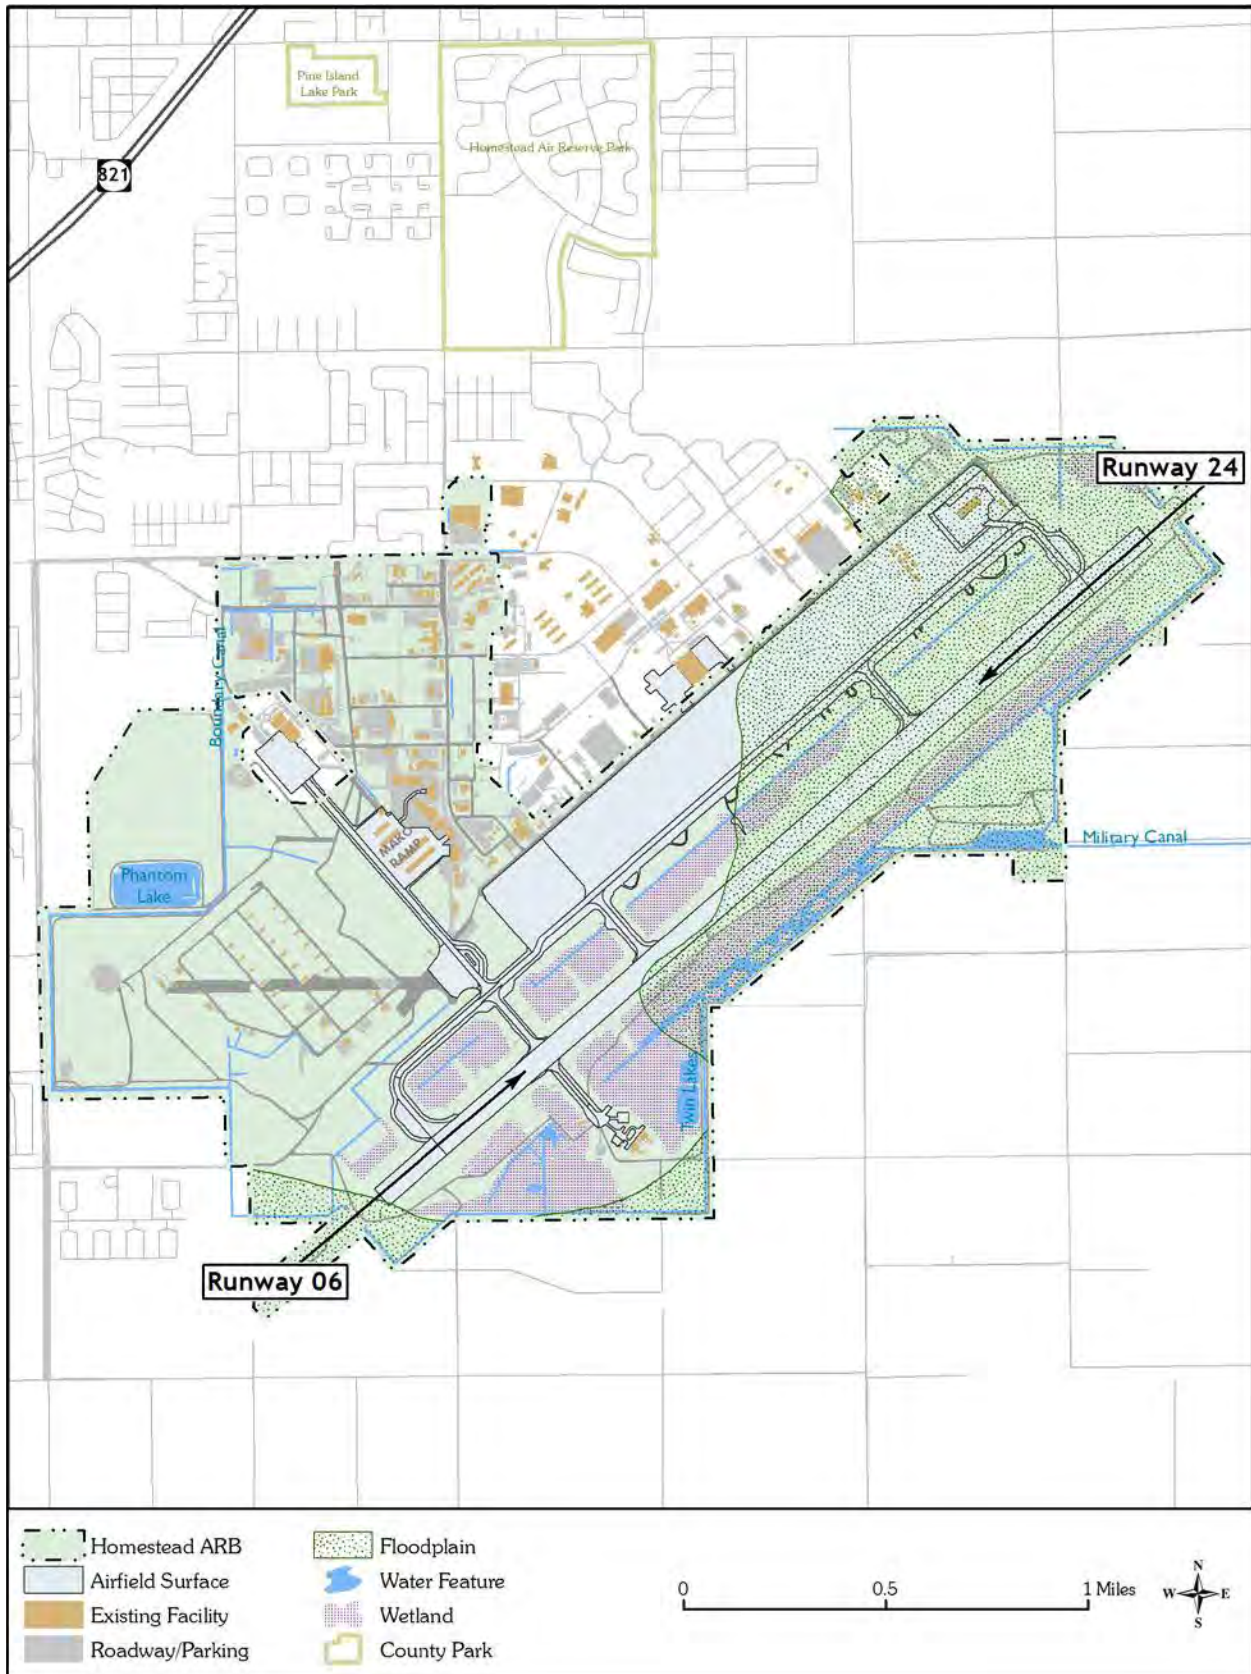 Pine Island
Lake Park
Homestead Air Reserve Park
821
Runway 24
Boundary Canal
MAKO
RAMP
Military Canal
Phantom
Lake
Twin Lakes
Runway 06
Homestead ARB
Airfield Surface
Existing Facility
Roadway/Parking
Floodplain
Water Feature
Wetland
County Park
0 0.5 1 Miles
N
W E
S